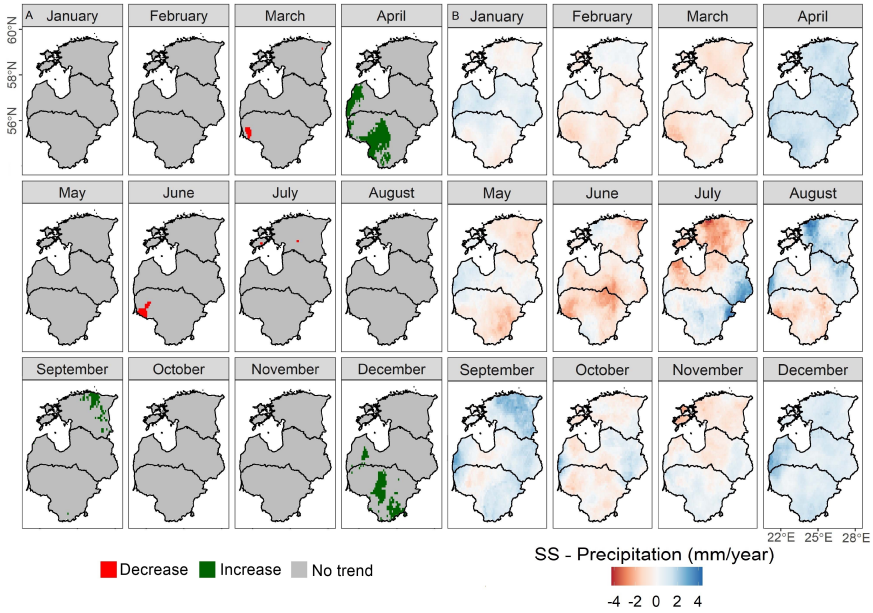 A January February March April B January February March April
60°N
58°N
56°N
May June July August May June July August
September October November December September October November December
22°E 25°E 28°E
Decrease Increase No trend
SS - Precipitation (mm/year)
-4 -2 0 2 4